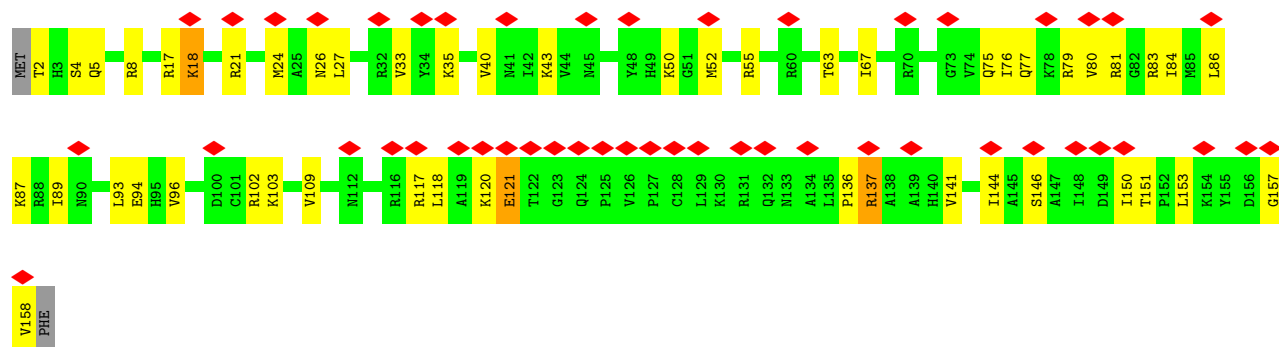 MET T2 H3 S4 Q5 R8 R17 K18 R21 M24 A25 N26 L27 R32 V33 Y34 K35 V40 N41 I42 K43 V44 N45 Y48 H49 K50 G51 M52 R55 R60 T63 I67 R70 G73 V74 Q75 I76 Q77 K78 R79 V80 R81 G82 R83 I84 M85 L86
K87 R88 I89 N90 L93 E94 H95 V96 D100 C101 R102 K103 V109 N112 R116 R117 L118 A119 K120 E121 T122 G123 Q124 P125 V126 P127 C128 L129 K130 R131 Q132 N133 A134 L135 P136 R137 A138 A139 H140 V141 I144 A145 S146 A147 I148 D149 I150 T151 P152 L153 K154 Y155 D156 G157
V158 PHE